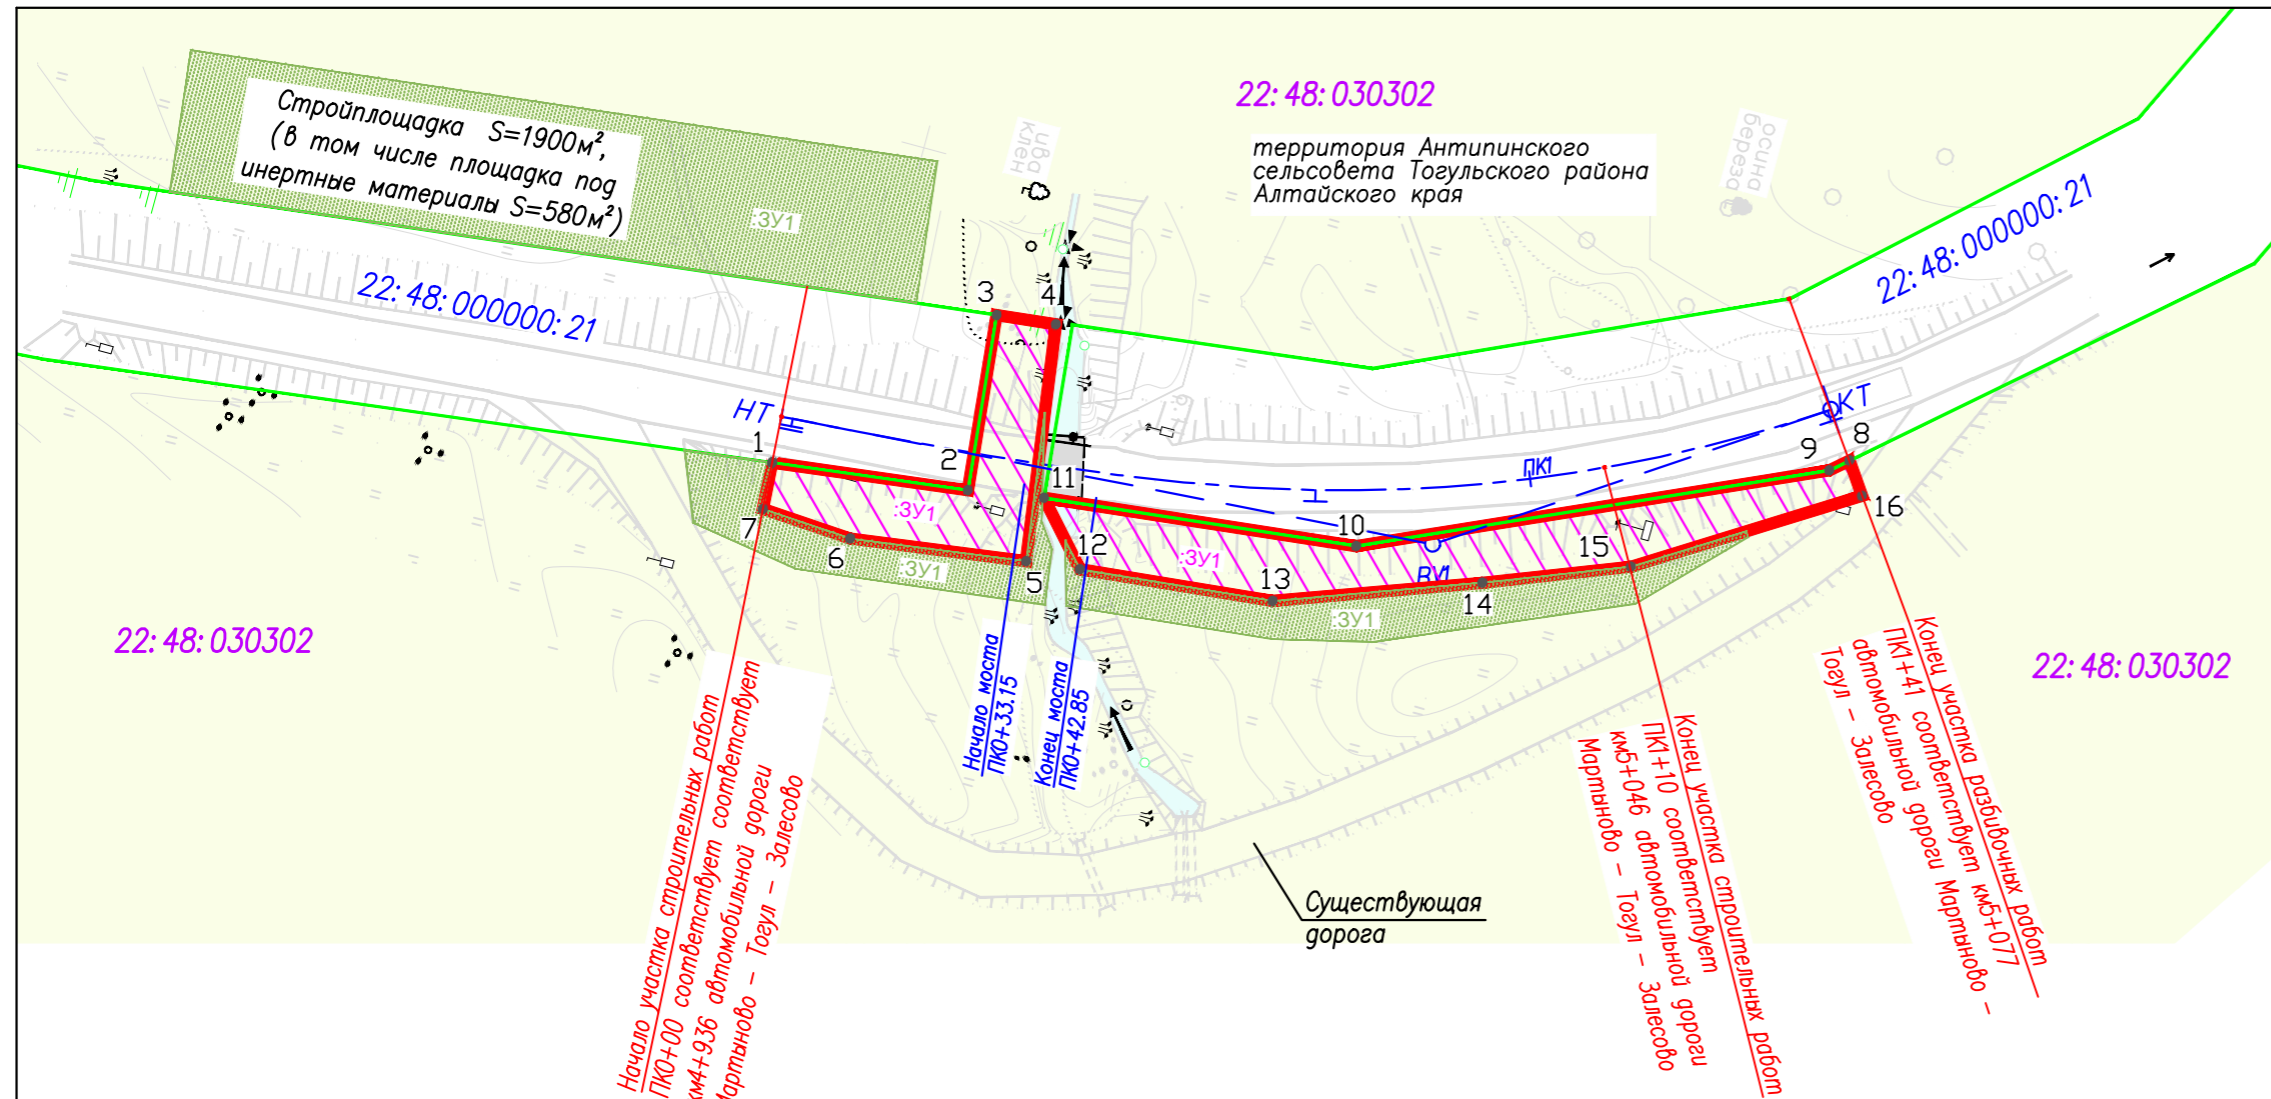 Стройплощадка S=1900м²,
(в том числе площадка под
инертные материалы S=580м²)
:ЗУ1
22:48:030302
территория Антипинского
сельсовета Тогульского района
Алтайского края
ива
клен
осина
береза
22:48:000000:21
22:48:000000:21
3
4
НТ
1
2
11
ПК1
КТ
9
8
7
6
:ЗУ1
:ЗУ1
5
12
:ЗУ1
10
13
ВУ1
14
15
16
:ЗУ1
22:48:030302
22:48:030302
Начало моста
ПК0+33.15
Конец моста
ПК0+42.85
Начало участка строительных работ
ПК0+00 соответствует соответствует
км4+936 автомобильной дороги
Мартыново - Тогул - Залесово
Существующая
дорога
Конец участка строительных работ
ПК1+10 соответствует
км5+046 автомобильной дороги
Мартыново - Тогул - Залесово
Конец участка разбивочных работ
ПК1+41 соответствует км5+077
автомобильной дороги Мартыново -
Тогул - Залесово